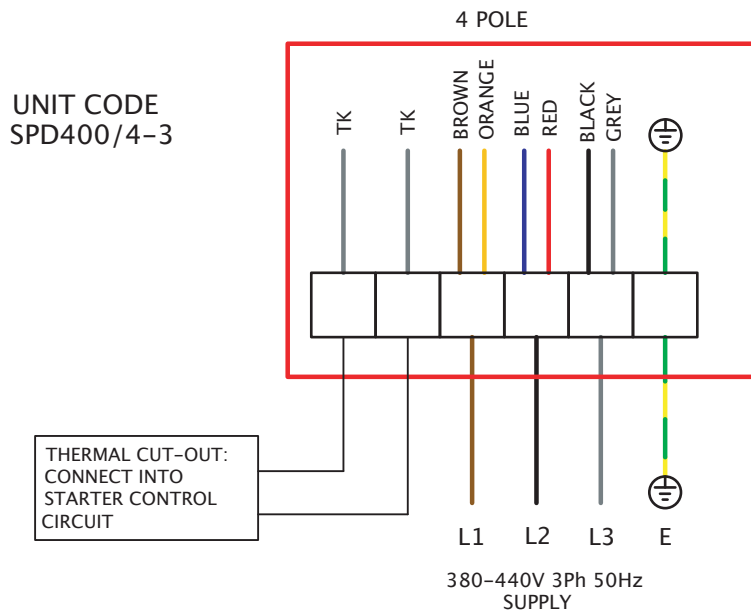 4 POLE
UNIT CODE
SPD400/4-3
TK
TK
BROWN
ORANGE
BLUE
RED
BLACK
GREY
THERMAL CUT-OUT:
CONNECT INTO
STARTER CONTROL
CIRCUIT
L1
L2
L3
E
380-440V 3Ph 50Hz
SUPPLY